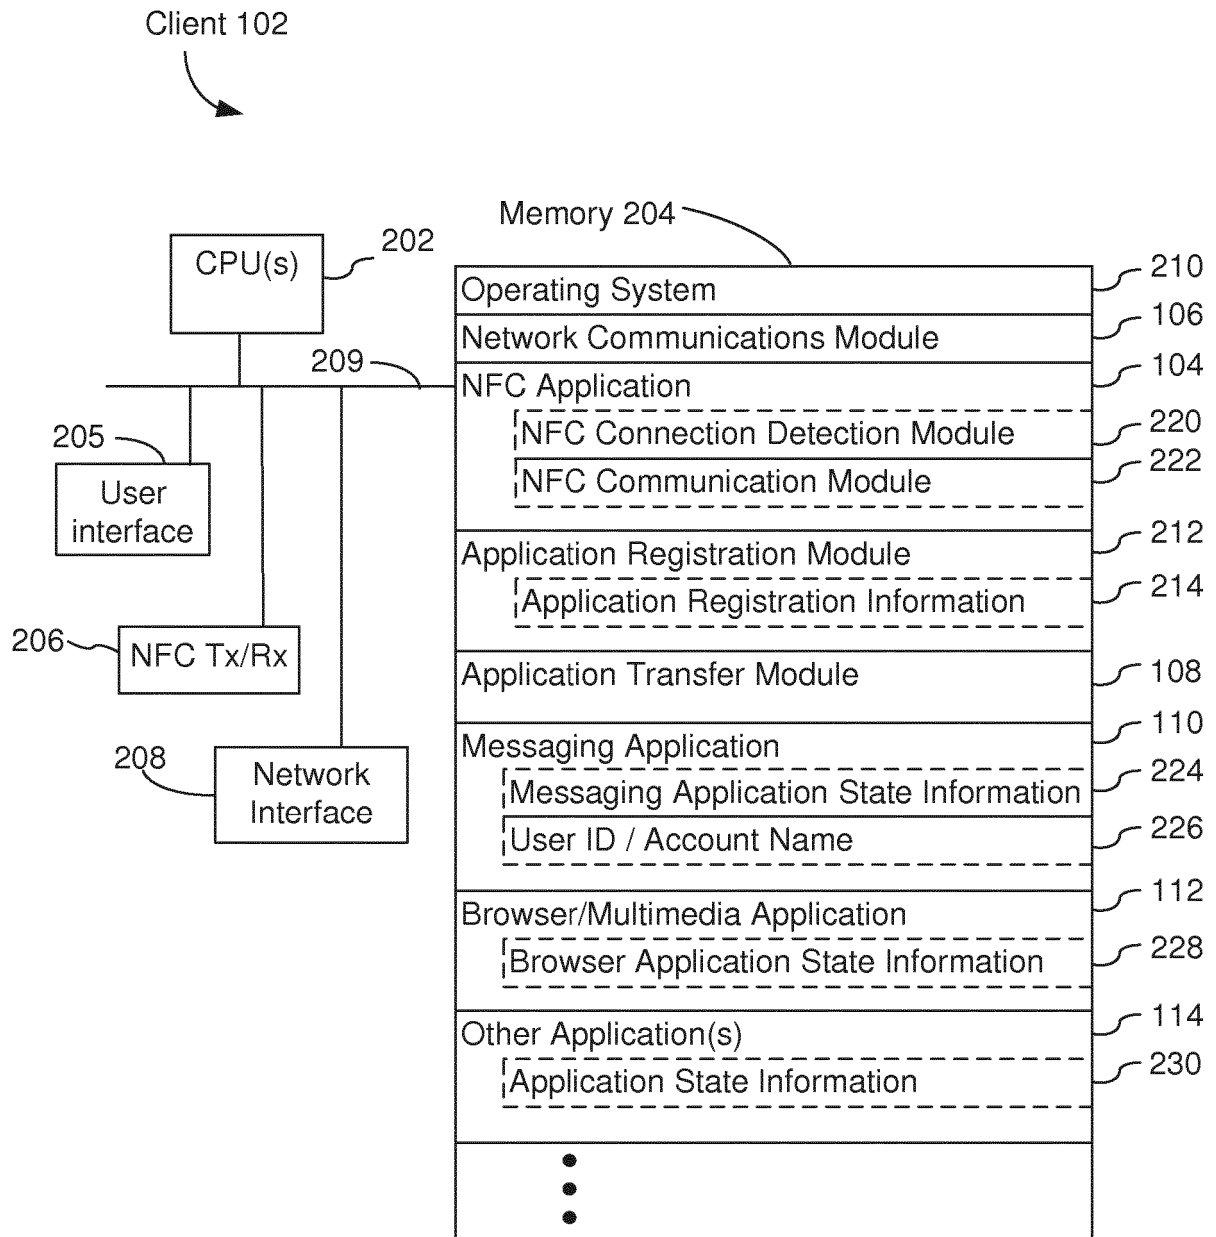 Client 102
Memory 204
CPU(s)
202
209
205
User
interface
206
NFC Tx/Rx
208
Network
Interface
Operating System
210
Network Communications Module
106
NFC Application
104
NFC Connection Detection Module
220
NFC Communication Module
222
Application Registration Module
212
Application Registration Information
214
Application Transfer Module
108
Messaging Application
110
Messaging Application State Information
224
User ID / Account Name
226
Browser/Multimedia Application
112
Browser Application State Information
228
Other Application(s)
114
Application State Information
230